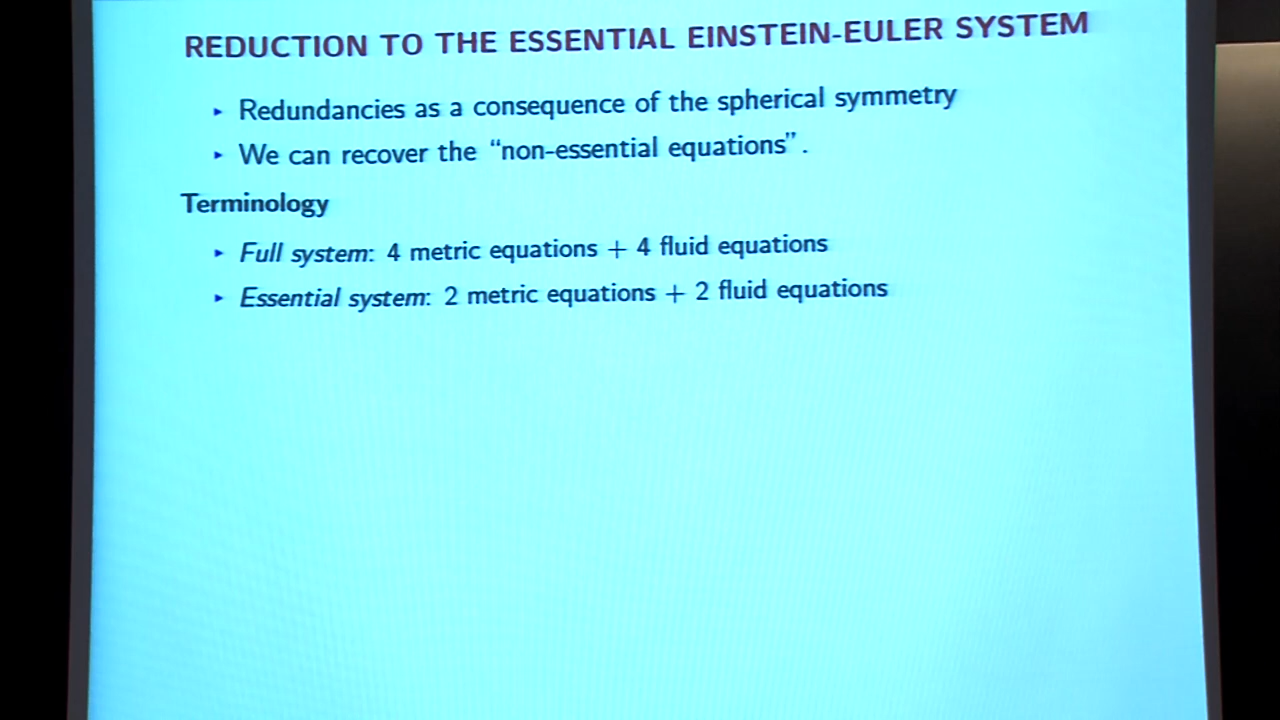 REDUCTION TO THE ESSENTIAL EINSTEIN-EULER SYSTEM
▸ Redundancies as a consequence of the spherical symmetry
▸ We can recover the “non-essential equations”.
Terminology
▸ Full system: 4 metric equations + 4 fluid equations
▸ Essential system: 2 metric equations + 2 fluid equations